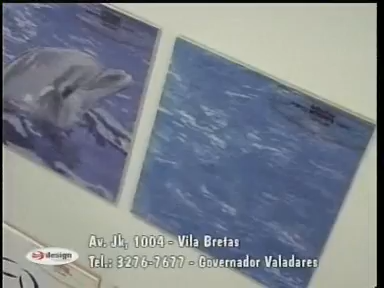 Av. Jk, 1004 - Vila Bretas
design
Tel.: 3276-7677 - Governador Valadares